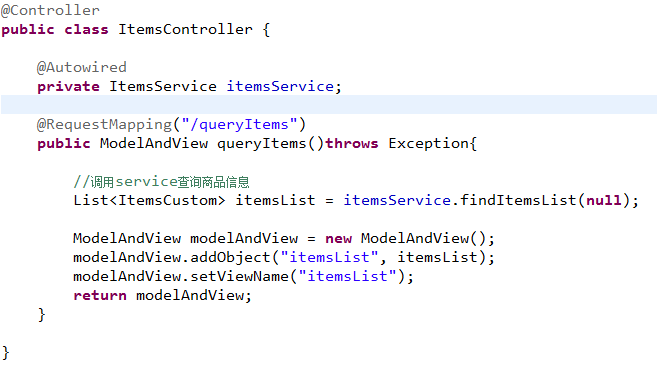 @Controller
public class ItemsController {
@Autowired
private ItemsService itemsService;
@RequestMapping("/queryItems")
public ModelAndView queryItems()throws Exception{
//调用service查询商品信息
List<ItemsCustom> itemsList = itemsService.findItemsList(null);
ModelAndView modelAndView = new ModelAndView();
modelAndView.addObject("itemsList", itemsList);
modelAndView.setViewName("itemsList");
return modelAndView;
}
}